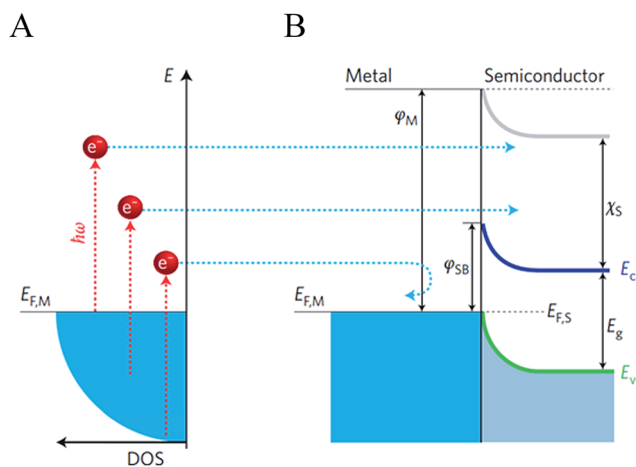 A
B
E
Metal
Semiconductor
φM
e⁻
e⁻
ħω
χS
e⁻
φSB
Ec
EF,M
EF,M
EF,S
Eg
Ev
DOS